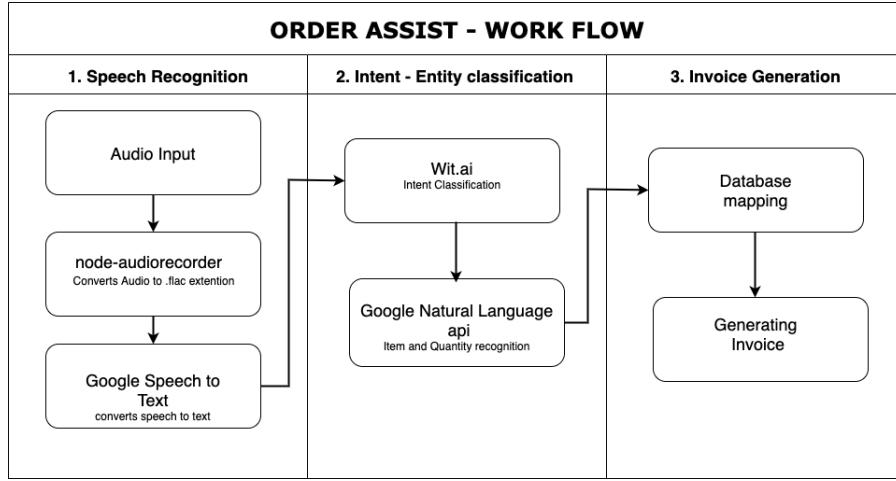 ORDER ASSIST - WORK FLOW
1. Speech Recognition
2. Intent - Entity classification
3. Invoice Generation
Audio Input
node-audiorecorder
Converts Audio to .flac extention
Google Speech to
Text
converts speech to text
Wit.ai
Intent Classification
Google Natural Language
api
Item and Quantity recognition
Database
mapping
Generating
Invoice